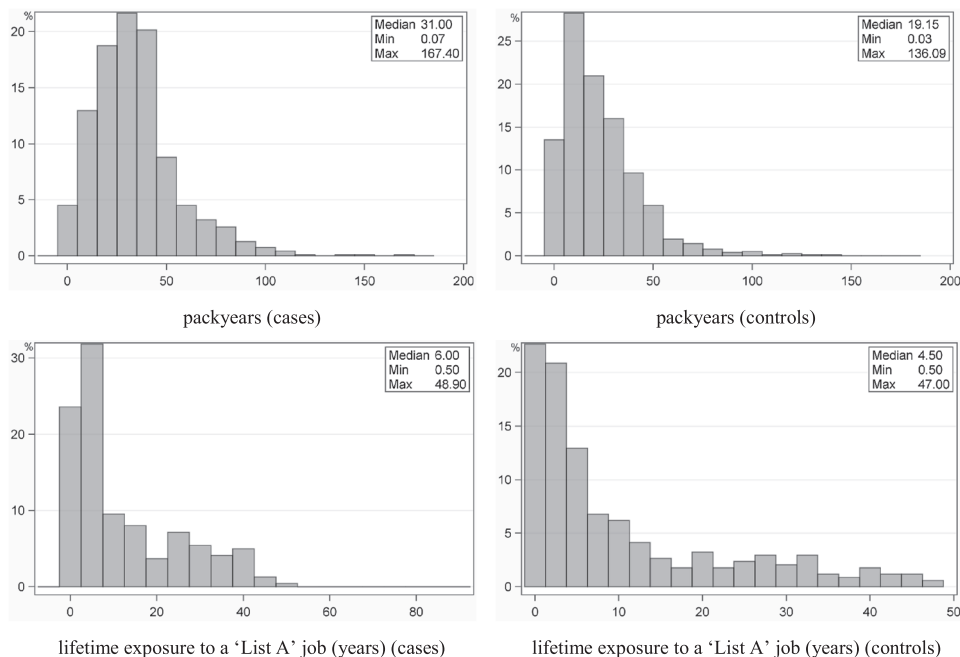 %
20
15
10
5
0
Median 31.00
Min 0.07
Max 167.40
0 50 100 150 200
packyears (cases)
%
25
20
15
10
5
0
Median 19.15
Min 0.03
Max 136.09
0 50 100 150 200
packyears (controls)
%
30
20
10
0
Median 6.00
Min 0.50
Max 48.90
0 20 40 60 80
lifetime exposure to a ‘List A’ job (years) (cases)
%
20
15
10
5
0
Median 4.50
Min 0.50
Max 47.00
0 10 20 30 40 50
lifetime exposure to a ‘List A’ job (years) (controls)